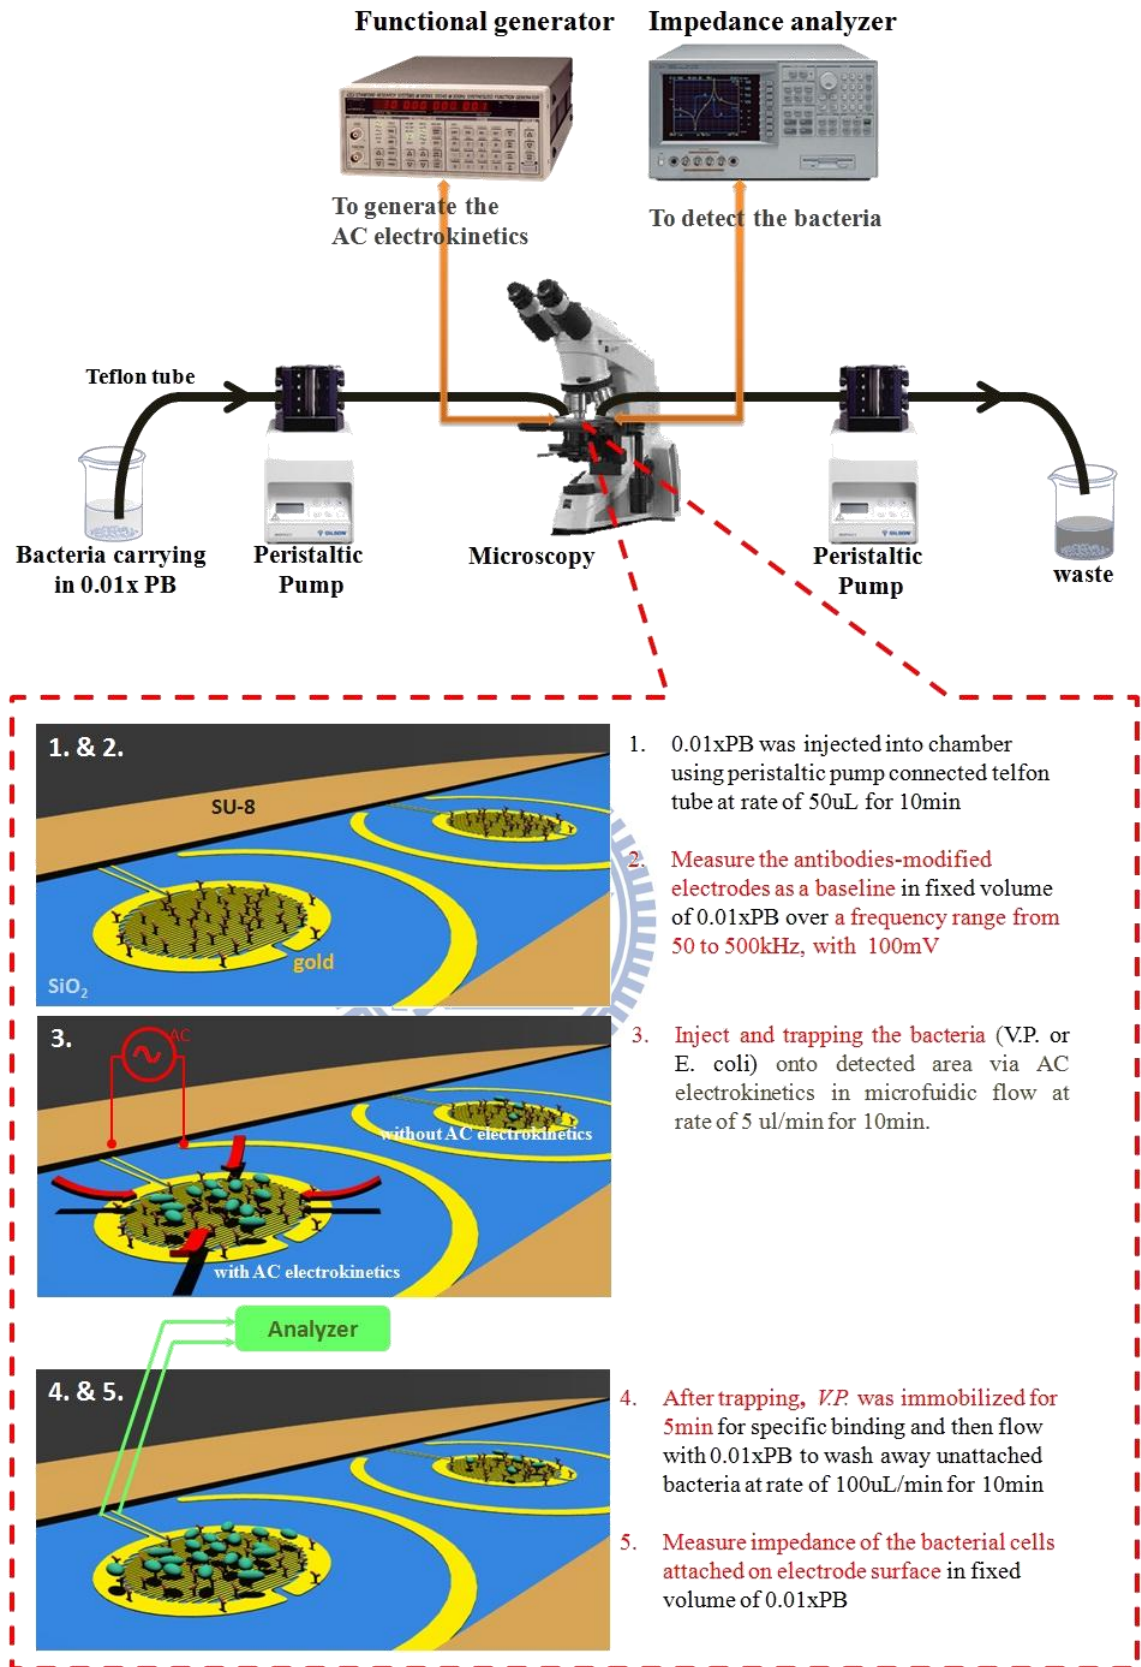 Functional generator
Impedance analyzer
To generate the
AC electrokinetics
To detect the bacteria
Teflon tube
Bacteria carrying
in 0.01x PB
Peristaltic
Pump
GILSON
Microscopy
Peristaltic
Pump
GILSON
waste
1. & 2.
SU-8
gold
SiO₂
1. 0.01xPB was injected into chamber
using peristaltic pump connected telfon
tube at rate of 50uL for 10min
2. Measure the antibodies-modified
electrodes as a baseline in fixed volume
of 0.01xPB over a frequency range from
50 to 500kHz, with 100mV
3.
AC
without AC electrokinetics
with AC electrokinetics
3. Inject and trapping the bacteria (V.P. or
E. coli) onto detected area via AC
electrokinetics in microfuidic flow at
rate of 5 ul/min for 10min.
Analyzer
4. & 5.
4. After trapping, V.P. was immobilized for
5min for specific binding and then flow
with 0.01xPB to wash away unattached
bacteria at rate of 100uL/min for 10min
5. Measure impedance of the bacterial cells
attached on electrode surface in fixed
volume of 0.01xPB